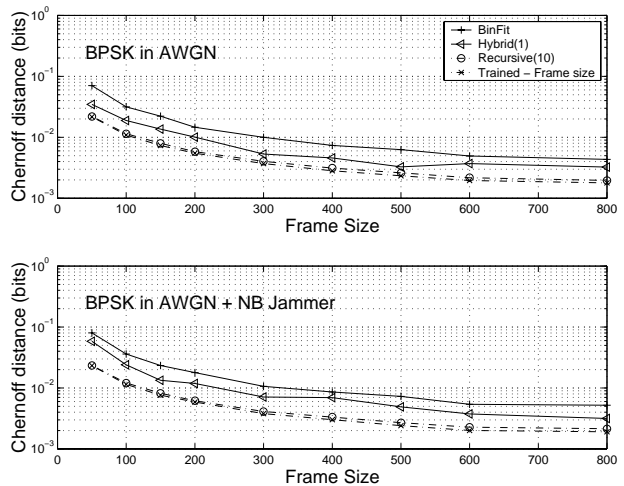 BPSK in AWGN
BinFit
Hybrid(1)
Recursive(10)
Trained − Frame size
Chernoff distance (bits)
10^0
10^−1
10^−2
10^−3
0 100 200 300 400 500 600 700 800
Frame Size
BPSK in AWGN + NB Jammer
Chernoff distance (bits)
10^0
10^−1
10^−2
10^−3
0 100 200 300 400 500 600 700 800
Frame Size